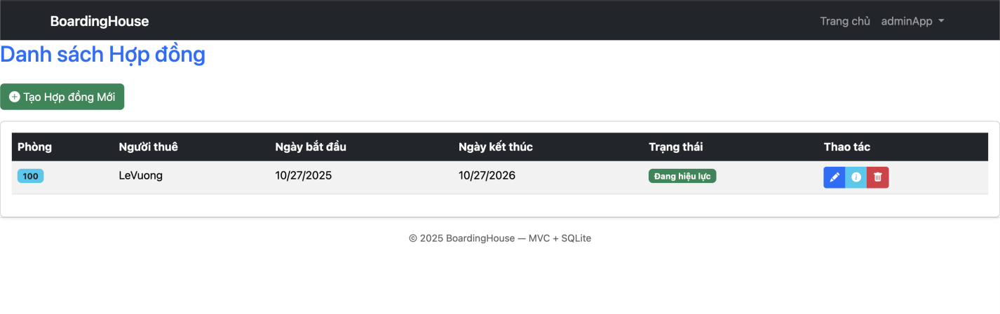 BoardingHouse Trang chủ adminApp
Danh sách Hợp đồng
Tạo Hợp đồng Mới
Phòng Người thuê Ngày bắt đầu Ngày kết thúc Trạng thái Thao tác
100 LeVuong 10/27/2025 10/27/2026 Đang hiệu lực
© 2025 BoardingHouse — MVC + SQLite